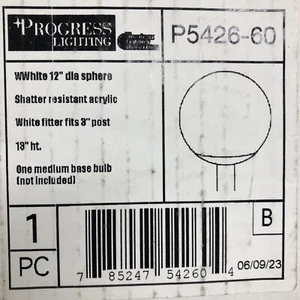 PROGRESS
LIGHTING
P5426-60
WWhite 12" dia sphere
Shatter resistant acrylic
White fitter fits 3" post
13" ht.
One medium base bulb
(not included)
1
PC
B
7 85247 54260 4
06/09/23